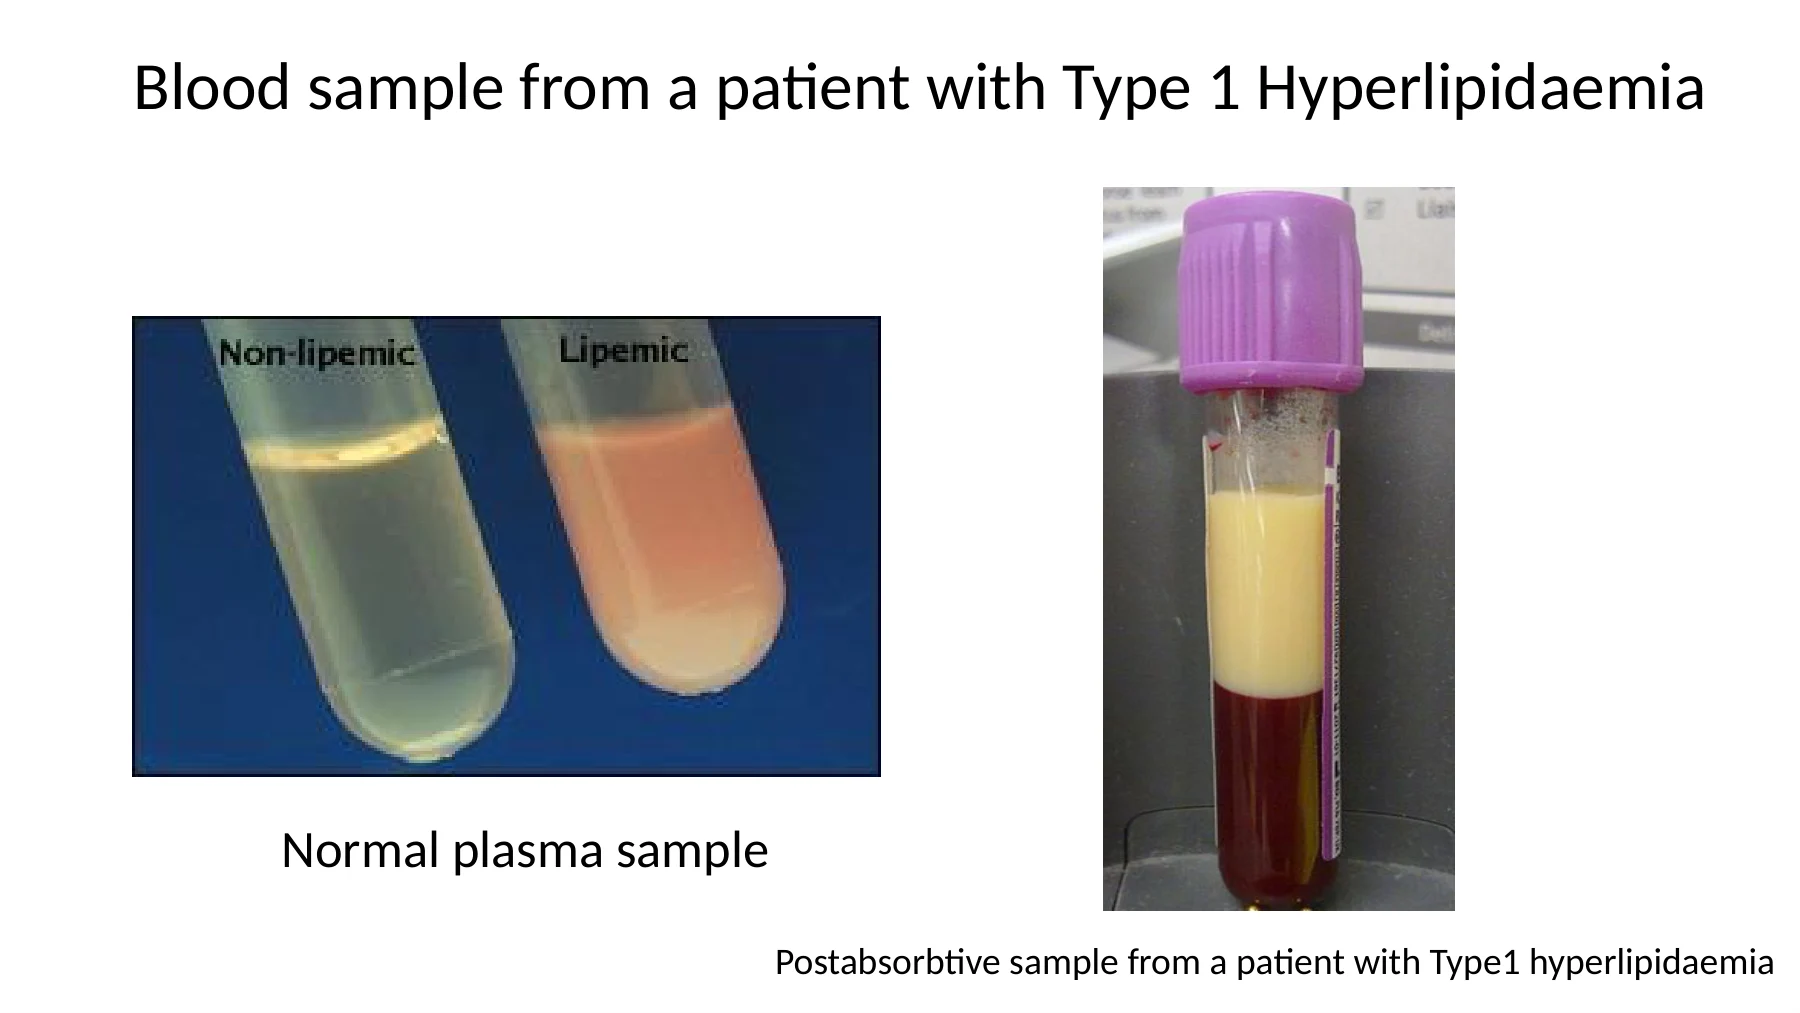 Blood sample from a patient with Type 1 Hyperlipidaemia
Non-lipemic
Lipemic
Normal plasma sample
Postabsorbtive sample from a patient with Type1 hyperlipidaemia